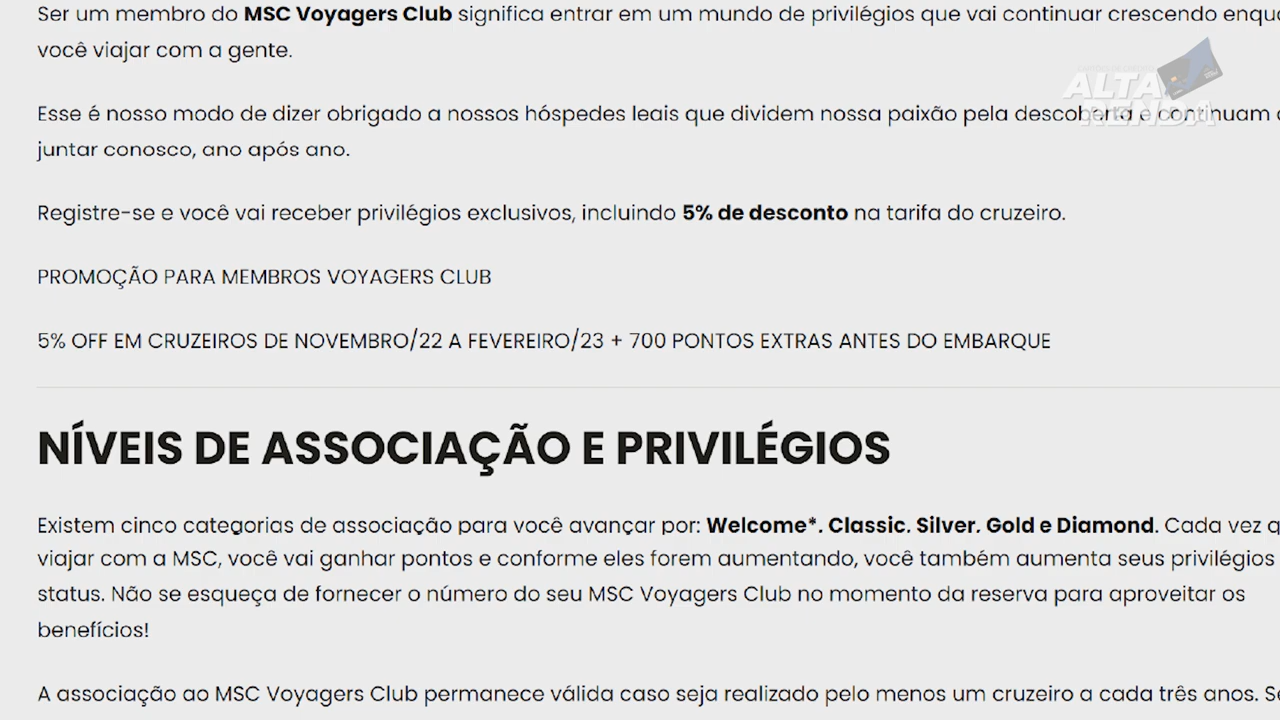 Ser um membro do MSC Voyagers Club significa entrar em um mundo de privilégios que vai continuar crescendo
você viajar com a gente.
ALTA
RENDA
Esse é nosso modo de dizer obrigado a nossos hóspedes leais que dividem nossa paixão pela descoberta e continuam
juntar conosco, ano após ano.
Registre-se e você vai receber privilégios exclusivos, incluindo 5% de desconto na tarifa do cruzeiro.
PROMOÇÃO PARA MEMBROS VOYAGERS CLUB
5% OFF EM CRUZEIROS DE NOVEMBRO/22 A FEVEREIRO/23 + 700 PONTOS EXTRAS ANTES DO EMBARQUE
NÍVEIS DE ASSOCIAÇÃO E PRIVILÉGIOS
Existem cinco categorias de associação para você avançar por: Welcome*, Classic, Silver, Gold e Diamond. Cada vez
viajar com a MSC, você vai ganhar pontos e conforme eles forem aumentando, você também aumenta seus privilégios
status. Não se esqueça de fornecer o número do seu MSC Voyagers Club no momento da reserva para aproveitar os
benefícios!
A associação ao MSC Voyagers Club permanece válida caso seja realizado pelo menos um cruzeiro a cada três anos.